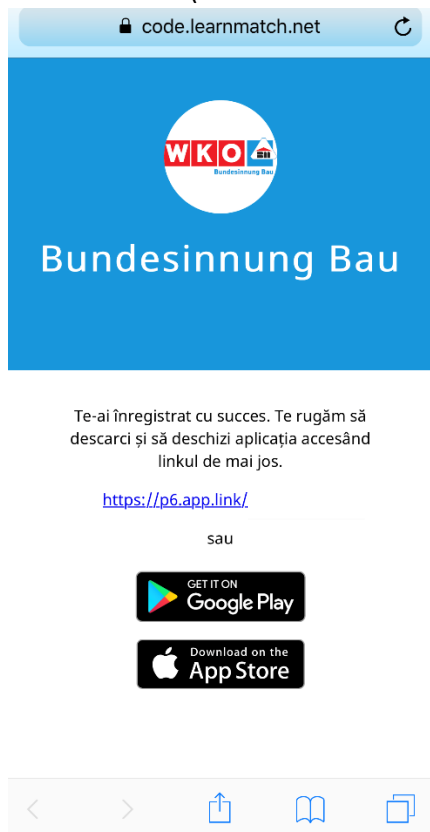 code.learnmatch.net
WKO
Bundesinnung Bau
Bundesinnung Bau
Te-ai înregistrat cu succes. Te rugăm să
descarci și să deschizi aplicația accesând
linkul de mai jos.
https://p6.app.link/
sau
GET IT ON
Google Play
Download on the
App Store